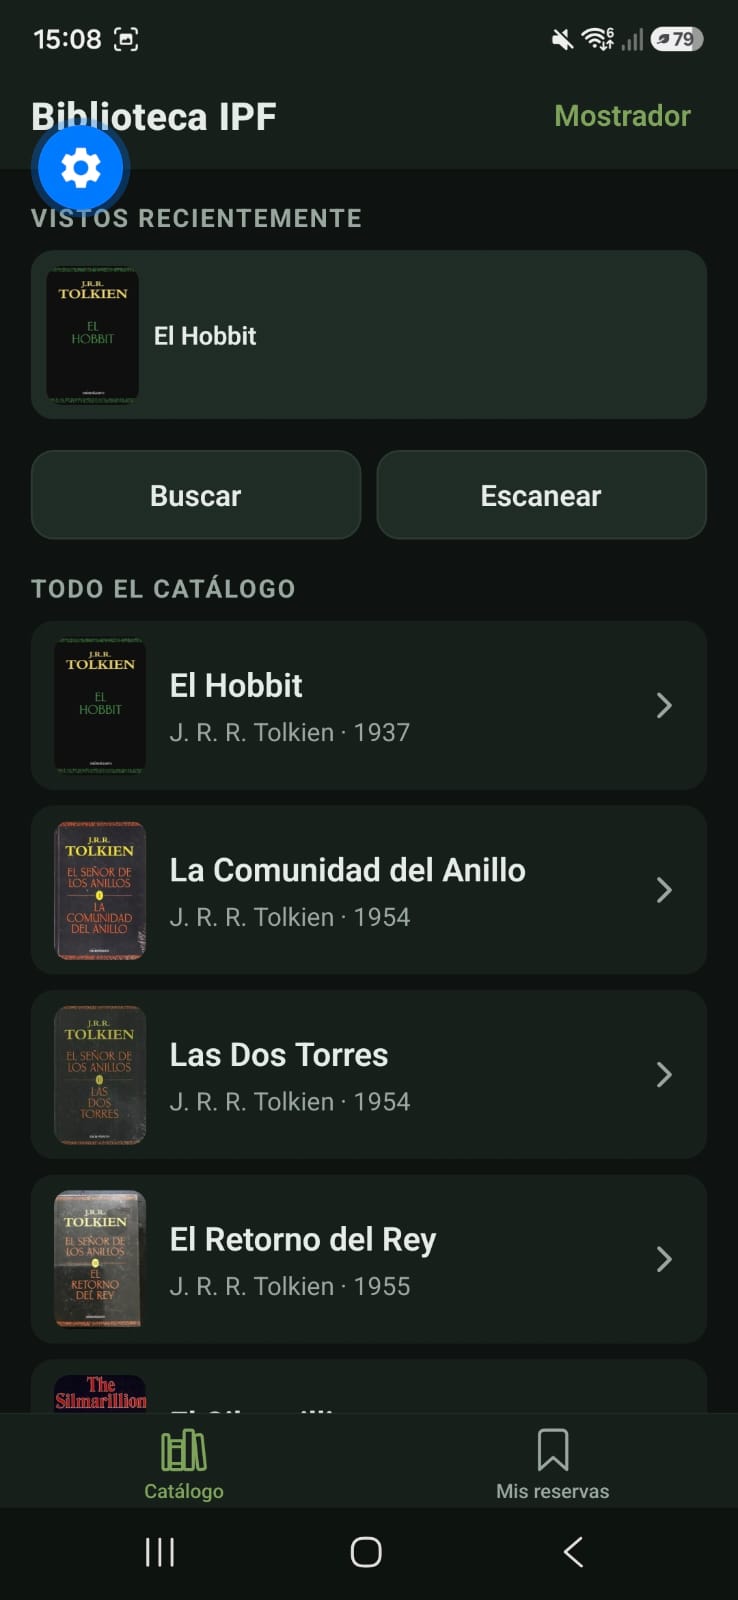 15:08
6
79
Biblioteca IPF
Mostrador
VISTOS RECIENTEMENTE
J.R.R.
TOLKIEN
EL
HOBBIT
El Hobbit
Buscar
Escanear
TODO EL CATÁLOGO
J.R.R.
TOLKIEN
EL
HOBBIT
El Hobbit
J. R. R. Tolkien · 1937
J.R.R.
TOLKIEN
EL SEÑOR DE
LOS ANILLOS
I
LA
COMUNIDAD
DEL ANILLO
La Comunidad del Anillo
J. R. R. Tolkien · 1954
J.R.R.
TOLKIEN
EL SEÑOR DE
LOS ANILLOS
II
LAS
DOS
TORRES
Las Dos Torres
J. R. R. Tolkien · 1954
J.R.R.
TOLKIEN
EL SEÑOR DE
LOS ANILLOS
EL
RETORNO
DEL REY
El Retorno del Rey
J. R. R. Tolkien · 1955
The
Silmarillion
Catálogo
Mis reservas